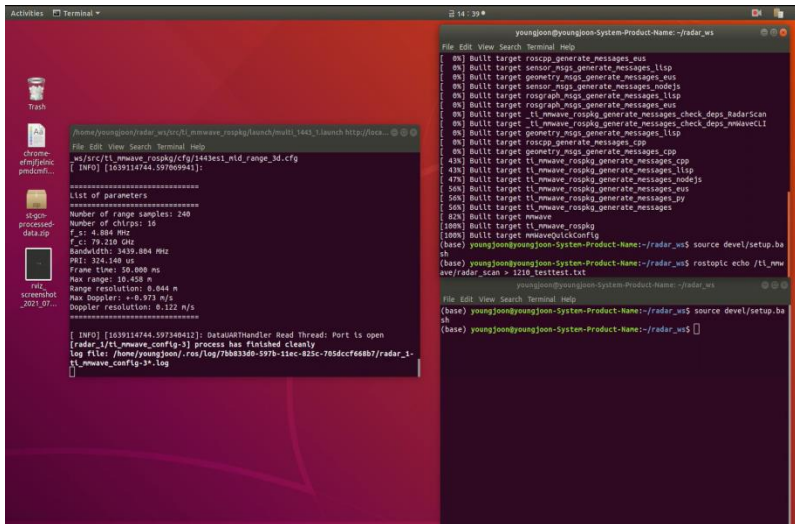 Activities
Terminal
금 14 : 39
Trash
chrome-
efmjfjelnic
pmdcmfi...
st-gcn-
processed-
data.zip
rviz_
screenshot
_2021_07...
/home/youngjoon/radar_ws/src/ti_mmwave_rospkg/launch/multi_1443_1.launch http://loca...
File Edit View Search Terminal Help
_ws/src/ti_mmwave_rospkg/cfg/1443es1_mid_range_3d.cfg
[ INFO] [1639114744.597069941]:
==============================
List of parameters
==============================
Number of range samples: 240
Number of chirps: 16
f_s: 4.884 MHz
f_c: 79.210 GHz
Bandwidth: 3439.804 MHz
PRI: 324.140 us
Frame time: 50.000 ms
Max range: 10.458 m
Range resolution: 0.044 m
Max Doppler: +-0.973 m/s
Doppler resolution: 0.122 m/s
==============================
[ INFO] [1639114744.597340412]: DataUARTHandler Read Thread: Port is open
[radar_1/ti_mmwave_config-3] process has finished cleanly
log file: /home/youngjoon/.ros/log/7bb833d0-597b-11ec-825c-705dccf668b7/radar_1-
ti_mmwave_config-3*.log
youngjoon@youngjoon-System-Product-Name: ~/radar_ws
File Edit View Search Terminal Help
[  0%] Built target roscpp_generate_messages_eus
[  0%] Built target sensor_msgs_generate_messages_lisp
[  0%] Built target geometry_msgs_generate_messages_eus
[  0%] Built target sensor_msgs_generate_messages_nodejs
[  0%] Built target rosgraph_msgs_generate_messages_lisp
[  0%] Built target rosgraph_msgs_generate_messages_eus
[  0%] Built target _ti_mmwave_rospkg_generate_messages_check_deps_RadarScan
[  0%] Built target _ti_mmwave_rospkg_generate_messages_check_deps_mmWaveCLI
[  0%] Built target geometry_msgs_generate_messages_lisp
[  0%] Built target roscpp_generate_messages_cpp
[  0%] Built target geometry_msgs_generate_messages_cpp
[ 43%] Built target ti_mmwave_rospkg_generate_messages_cpp
[ 43%] Built target ti_mmwave_rospkg_generate_messages_lisp
[ 47%] Built target ti_mmwave_rospkg_generate_messages_nodejs
[ 56%] Built target ti_mmwave_rospkg_generate_messages_eus
[ 56%] Built target ti_mmwave_rospkg_generate_messages_py
[ 56%] Built target ti_mmwave_rospkg_generate_messages
[ 82%] Built target mmwave
[100%] Built target ti_mmwave_rospkg
[100%] Built target mmWaveQuickConfig
(base) youngjoon@youngjoon-System-Product-Name:~/radar_ws$ source devel/setup.ba
sh
(base) youngjoon@youngjoon-System-Product-Name:~/radar_ws$ rostopic echo /ti_mmw
ave/radar_scan > 1210_testtest.txt
youngjoon@youngjoon-System-Product-Name: ~/radar_ws
File Edit View Search Terminal Help
(base) youngjoon@youngjoon-System-Product-Name:~/radar_ws$ source devel/setup.ba
sh
(base) youngjoon@youngjoon-System-Product-Name:~/radar_ws$